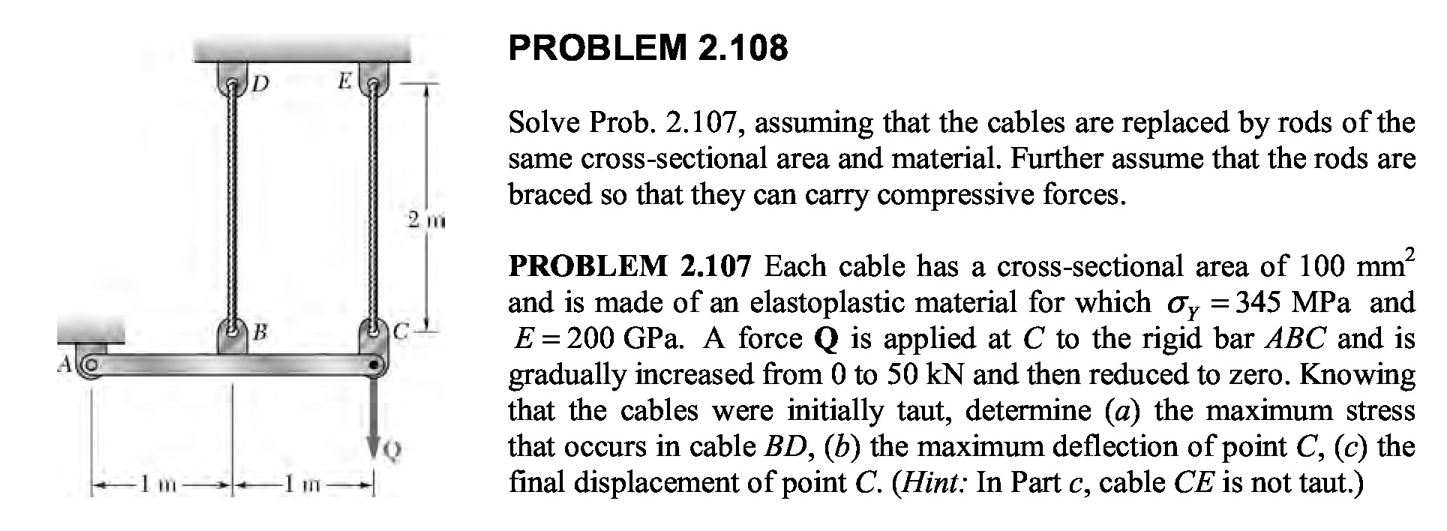 PROBLEM 2.108
D
E
Solve Prob. 2.107, assuming that the cables are replaced by rods of the
same cross-sectional area and material. Further assume that the rods are
braced so that they can carry compressive forces.
2 m
PROBLEM 2.107 Each cable has a cross-sectional area of 100 mm²
and is made of an elastoplastic material for which σ_Y = 345 MPa and
E = 200 GPa. A force Q is applied at C to the rigid bar ABC and is
gradually increased from 0 to 50 kN and then reduced to zero. Knowing
that the cables were initially taut, determine (a) the maximum stress
that occurs in cable BD, (b) the maximum deflection of point C, (c) the
final displacement of point C. (Hint: In Part c, cable CE is not taut.)
B
C
A
Q
1 m
1 m